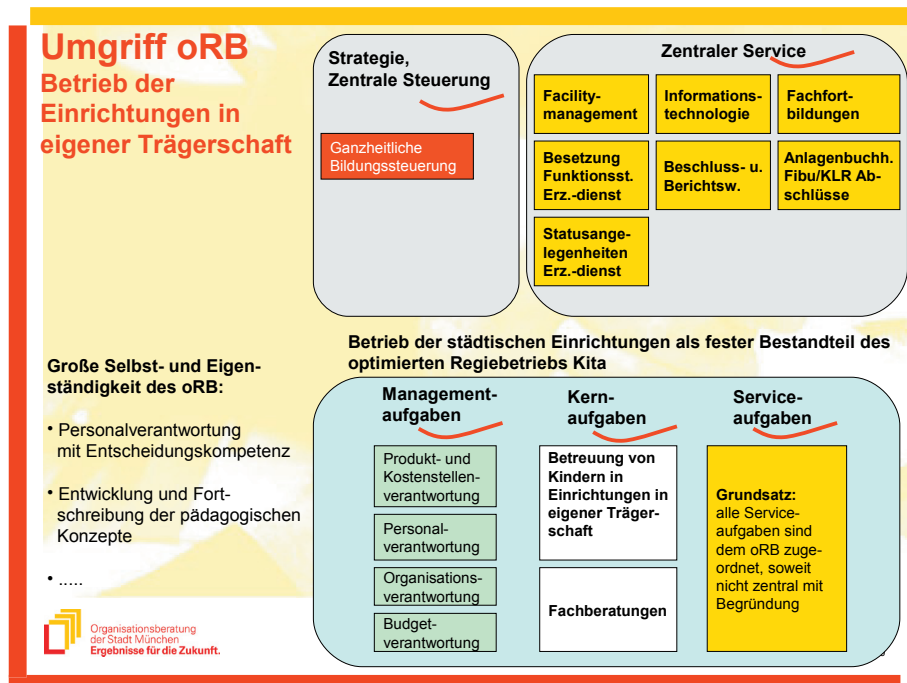 Umgriff oRB
Betrieb der
Einrichtungen in
eigener Trägerschaft
Strategie,
Zentrale Steuerung
Ganzheitliche
Bildungssteuerung
Zentraler Service
Facility-
management
Informations-
technologie
Fachfort-
bildungen
Besetzung
Funktionsst.
Erz.-dienst
Beschluss- u.
Berichtsw.
Anlagenbuchh.
Fibu/KLR Ab-
schlüsse
Statusange-
legenheiten
Erz.-dienst
Große Selbst- und Eigen-
ständigkeit des oRB:
• Personalverantwortung
mit Entscheidungskompetenz
• Entwicklung und Fort-
schreibung der pädagogischen
Konzepte
• .....
Betrieb der städtischen Einrichtungen als fester Bestandteil des
optimierten Regiebetriebs Kita
Management-
aufgaben
Produkt- und
Kostenstellen-
verantwortung
Personal-
verantwortung
Organisations-
verantwortung
Budget-
verantwortung
Kern-
aufgaben
Betreuung von
Kindern in
Einrichtungen in
eigener Träger-
schaft
Fachberatungen
Service-
aufgaben
Grundsatz:
alle Service-
aufgaben sind
dem oRB zuge-
ordnet, soweit
nicht zentral mit
Begründung
Organisationsberatung
der Stadt München
Ergebnisse für die Zukunft.